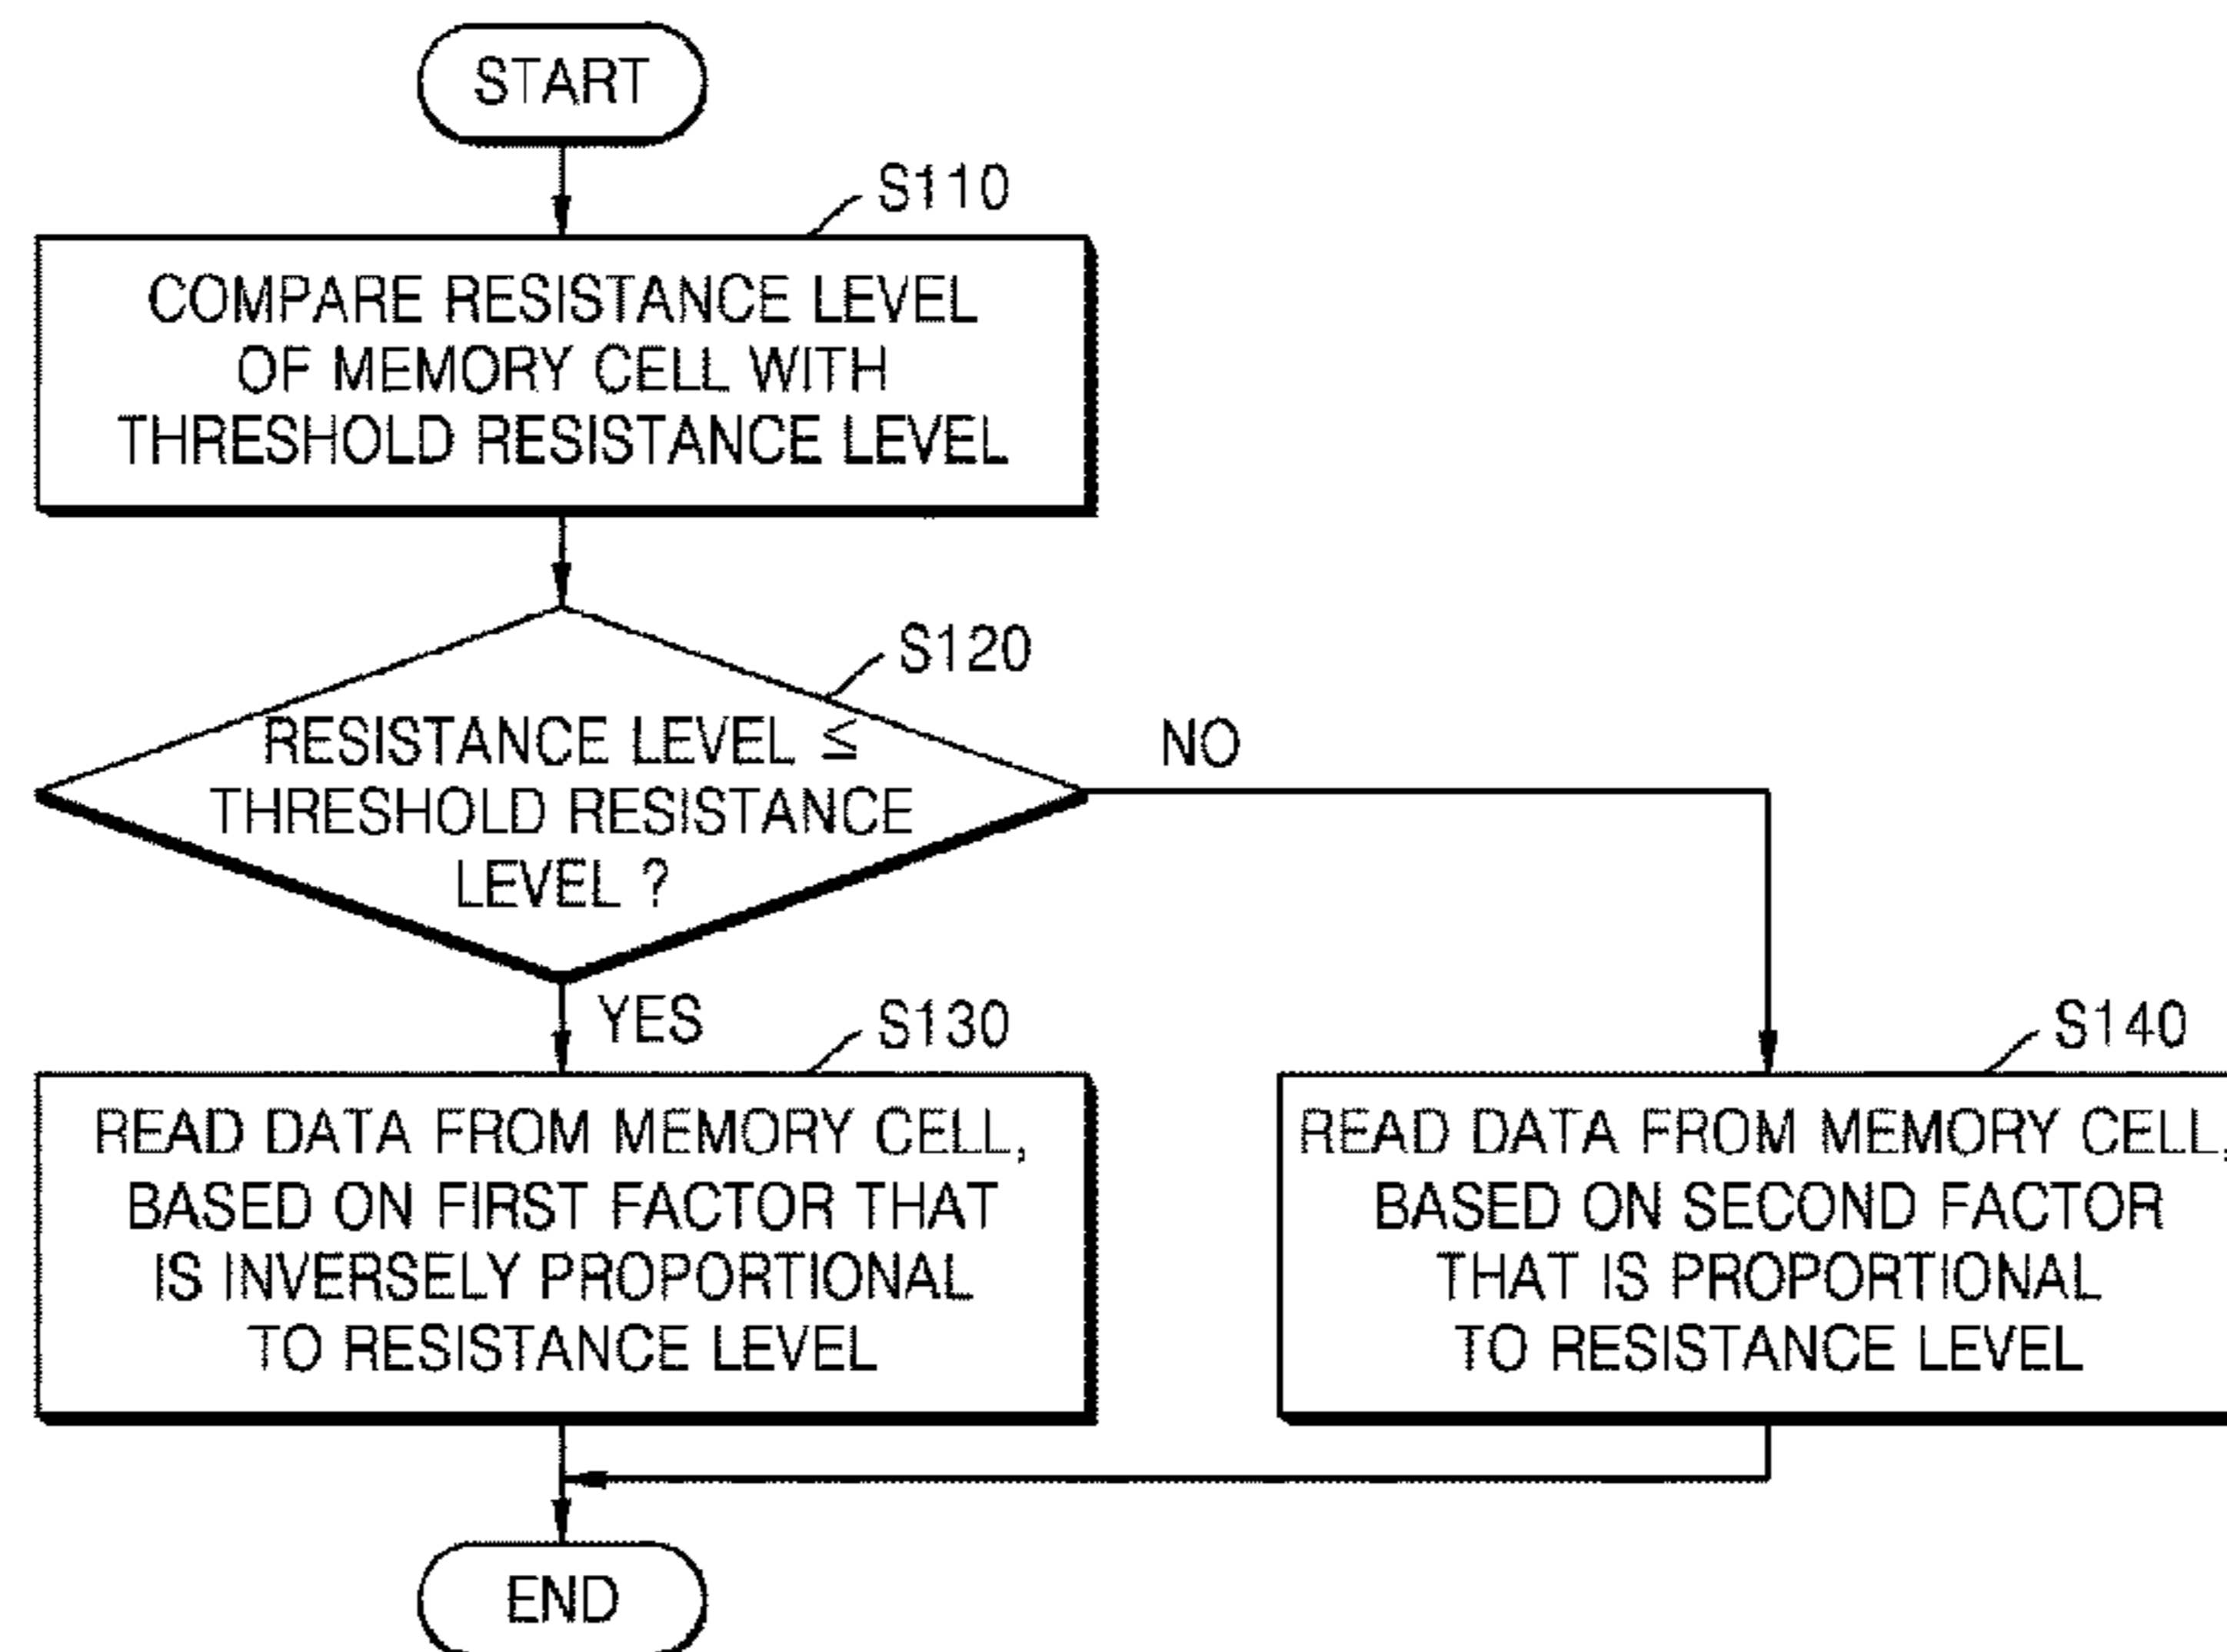 START
S110
COMPARE RESISTANCE LEVEL
OF MEMORY CELL WITH
THRESHOLD RESISTANCE LEVEL
S120
RESISTANCE LEVEL ≤
THRESHOLD RESISTANCE
LEVEL ?
NO
YES
S130
READ DATA FROM MEMORY CELL,
BASED ON FIRST FACTOR THAT
IS INVERSELY PROPORTIONAL
TO RESISTANCE LEVEL
S140
READ DATA FROM MEMORY CELL,
BASED ON SECOND FACTOR
THAT IS PROPORTIONAL
TO RESISTANCE LEVEL
END